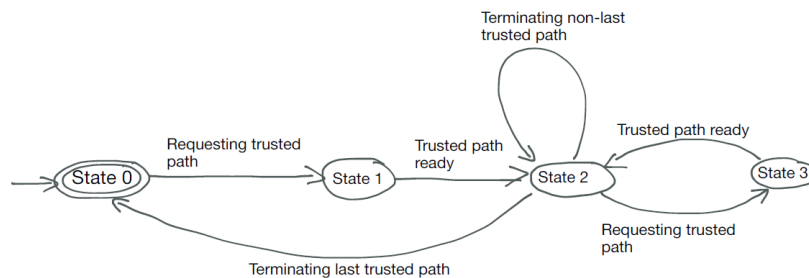 Terminating non-last
trusted path
Requesting trusted
path
Trusted path
ready
Trusted path ready
State 0
State 1
State 2
State 3
Requesting trusted
path
Terminating last trusted path